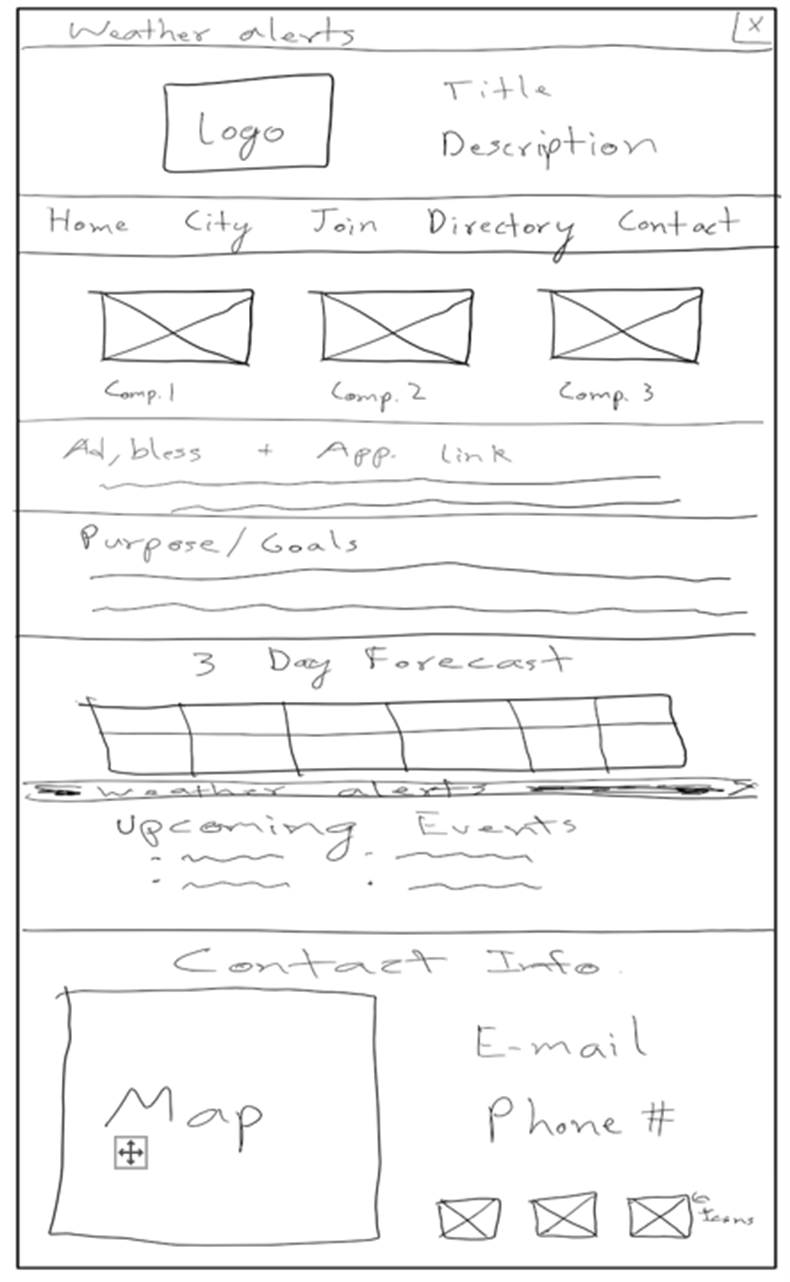 Weather alerts X
Logo
Title
Description
Home City Join Directory Contact
Comp. 1 Comp. 2 Comp. 3
Ad, bless + App. link
Purpose/Goals
3 Day Forecast
weather alerts
Upcoming Events
Contact Info.
Map
E-mail
Phone #
Icons